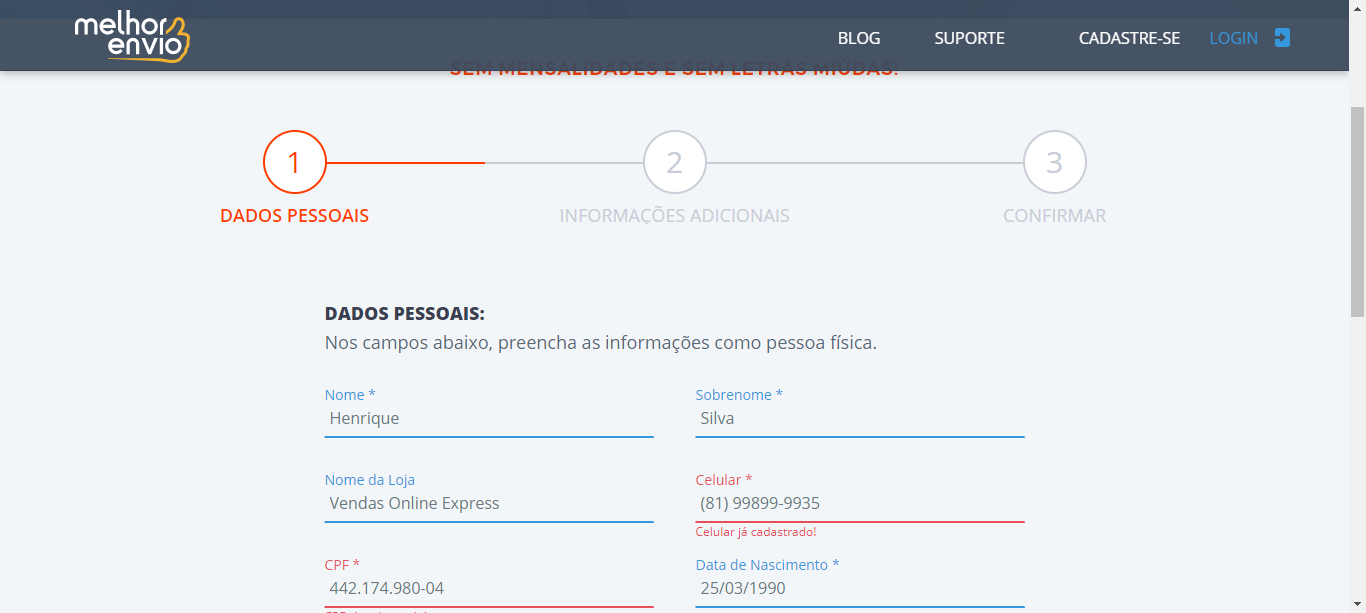 melhor
envio
BLOG
SUPORTE
CADASTRE-SE
LOGIN
SEM MENSALIDADES E SEM LETRAS MIÚDAS!
1
2
3
DADOS PESSOAIS
INFORMAÇÕES ADICIONAIS
CONFIRMAR
DADOS PESSOAIS:
Nos campos abaixo, preencha as informações como pessoa física.
Nome *
Sobrenome *
Henrique
Silva
Nome da Loja
Celular *
Vendas Online Express
(81) 99899-9935
Celular já cadastrado!
CPF *
Data de Nascimento *
442.174.980-04
25/03/1990